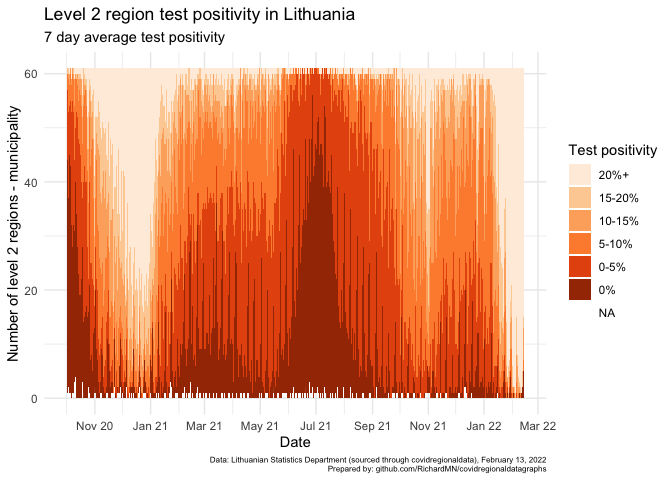 Level 2 region test positivity in Lithuania
7 day average test positivity
Number of level 2 regions - municipality
60
40
20
0
Nov 20
Jan 21
Mar 21
May 21
Jul 21
Sep 21
Nov 21
Jan 22
Mar 22
Date
Test positivity
20%+
15-20%
10-15%
5-10%
0-5%
0%
NA
Data: Lithuanian Statistics Department (sourced through covidregionaldata), February 13, 2022
Prepared by: github.com/RichardMN/covidregionaldatagraphs